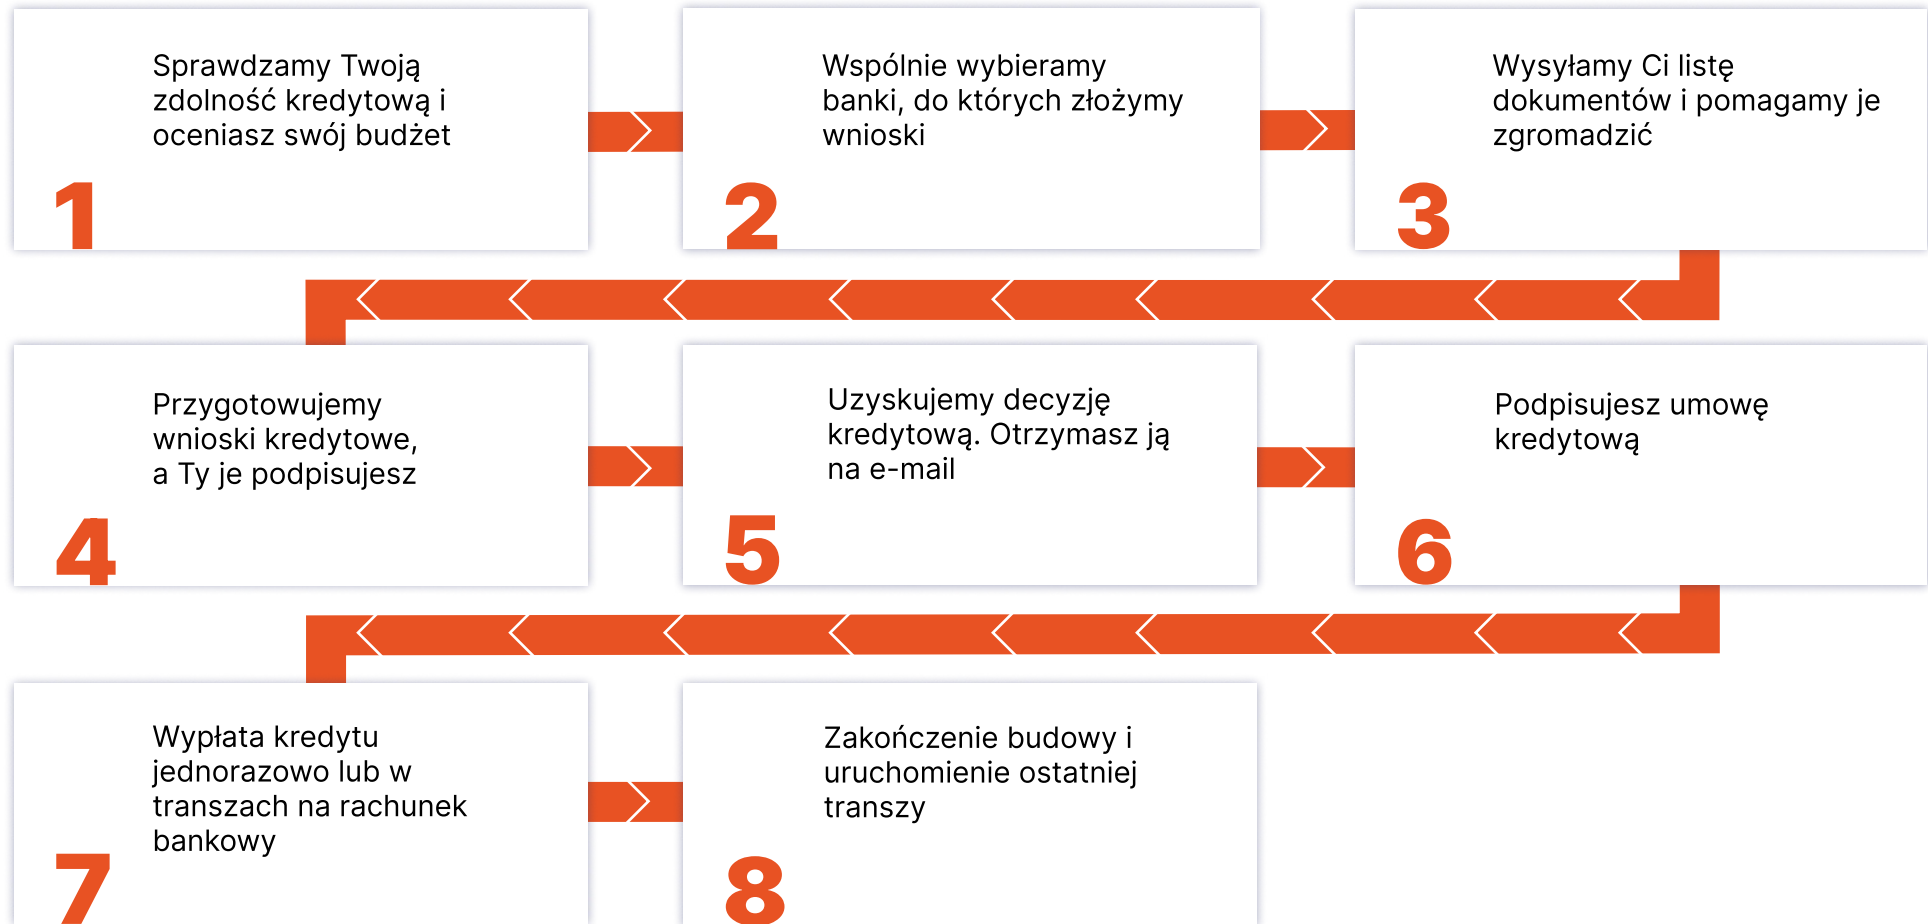 Sprawdzamy Twoją
zdolność kredytową i
oceniasz swój budżet
1
Wspólnie wybieramy
banki, do których złożymy
wnioski
2
Wysyłamy Ci listę
dokumentów i pomagamy je
zgromadzić
3
Przygotowujemy
wnioski kredytowe,
a Ty je podpisujesz
4
Uzyskujemy decyzję
kredytową. Otrzymasz ją
na e-mail
5
Podpisujesz umowę
kredytową
6
Wypłata kredytu
jednorazowo lub w
transzach na rachunek
bankowy
7
Zakończenie budowy i
uruchomienie ostatniej
transzy
8